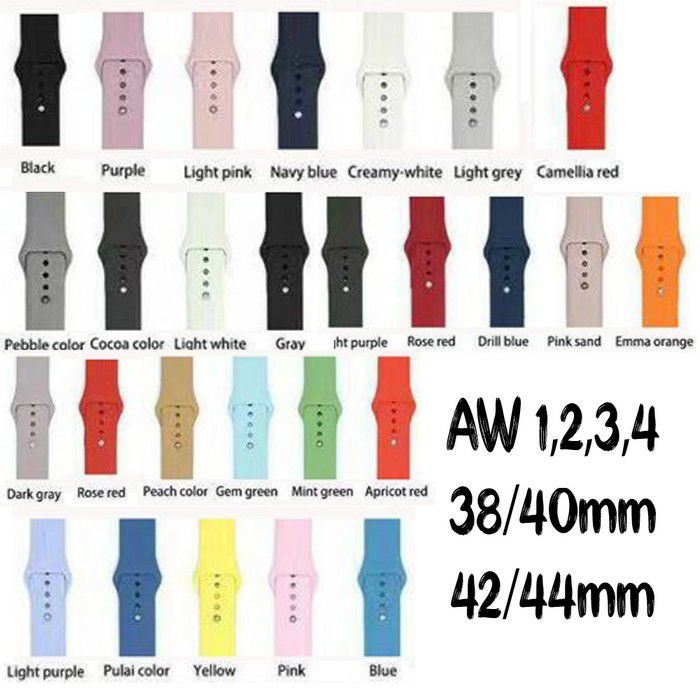 Black Purple Light pink Navy blue Creamy-white Light grey Camellia red
Pebble color Cocoa color Light white Gray ht purple Rose red Drill blue Pink sand Emma orange
Dark gray Rose red Peach color Gem green Mint green Apricot red
AW 1,2,3,4
38/40mm
42/44mm
Light purple Pulai color Yellow Pink Blue